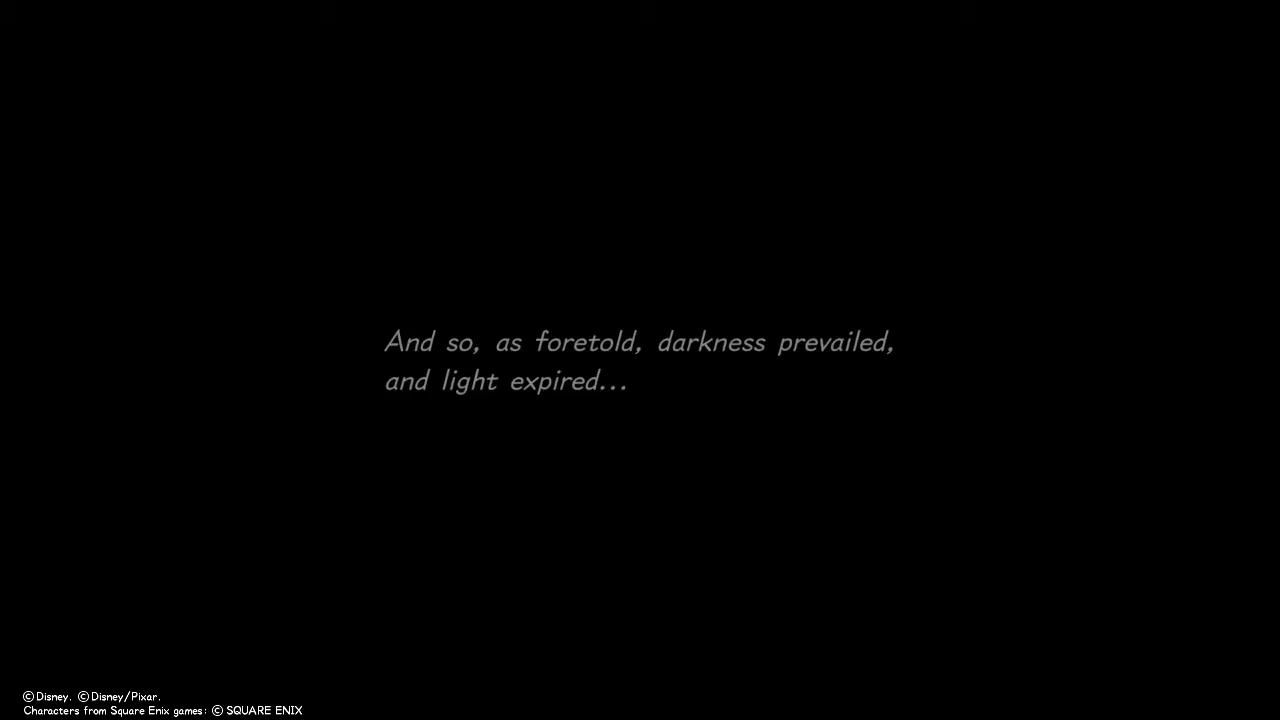 And so, as foretold, darkness prevailed,
and light expired...
©Disney. ©Disney/Pixar.
Characters from Square Enix games: © SQUARE ENIX